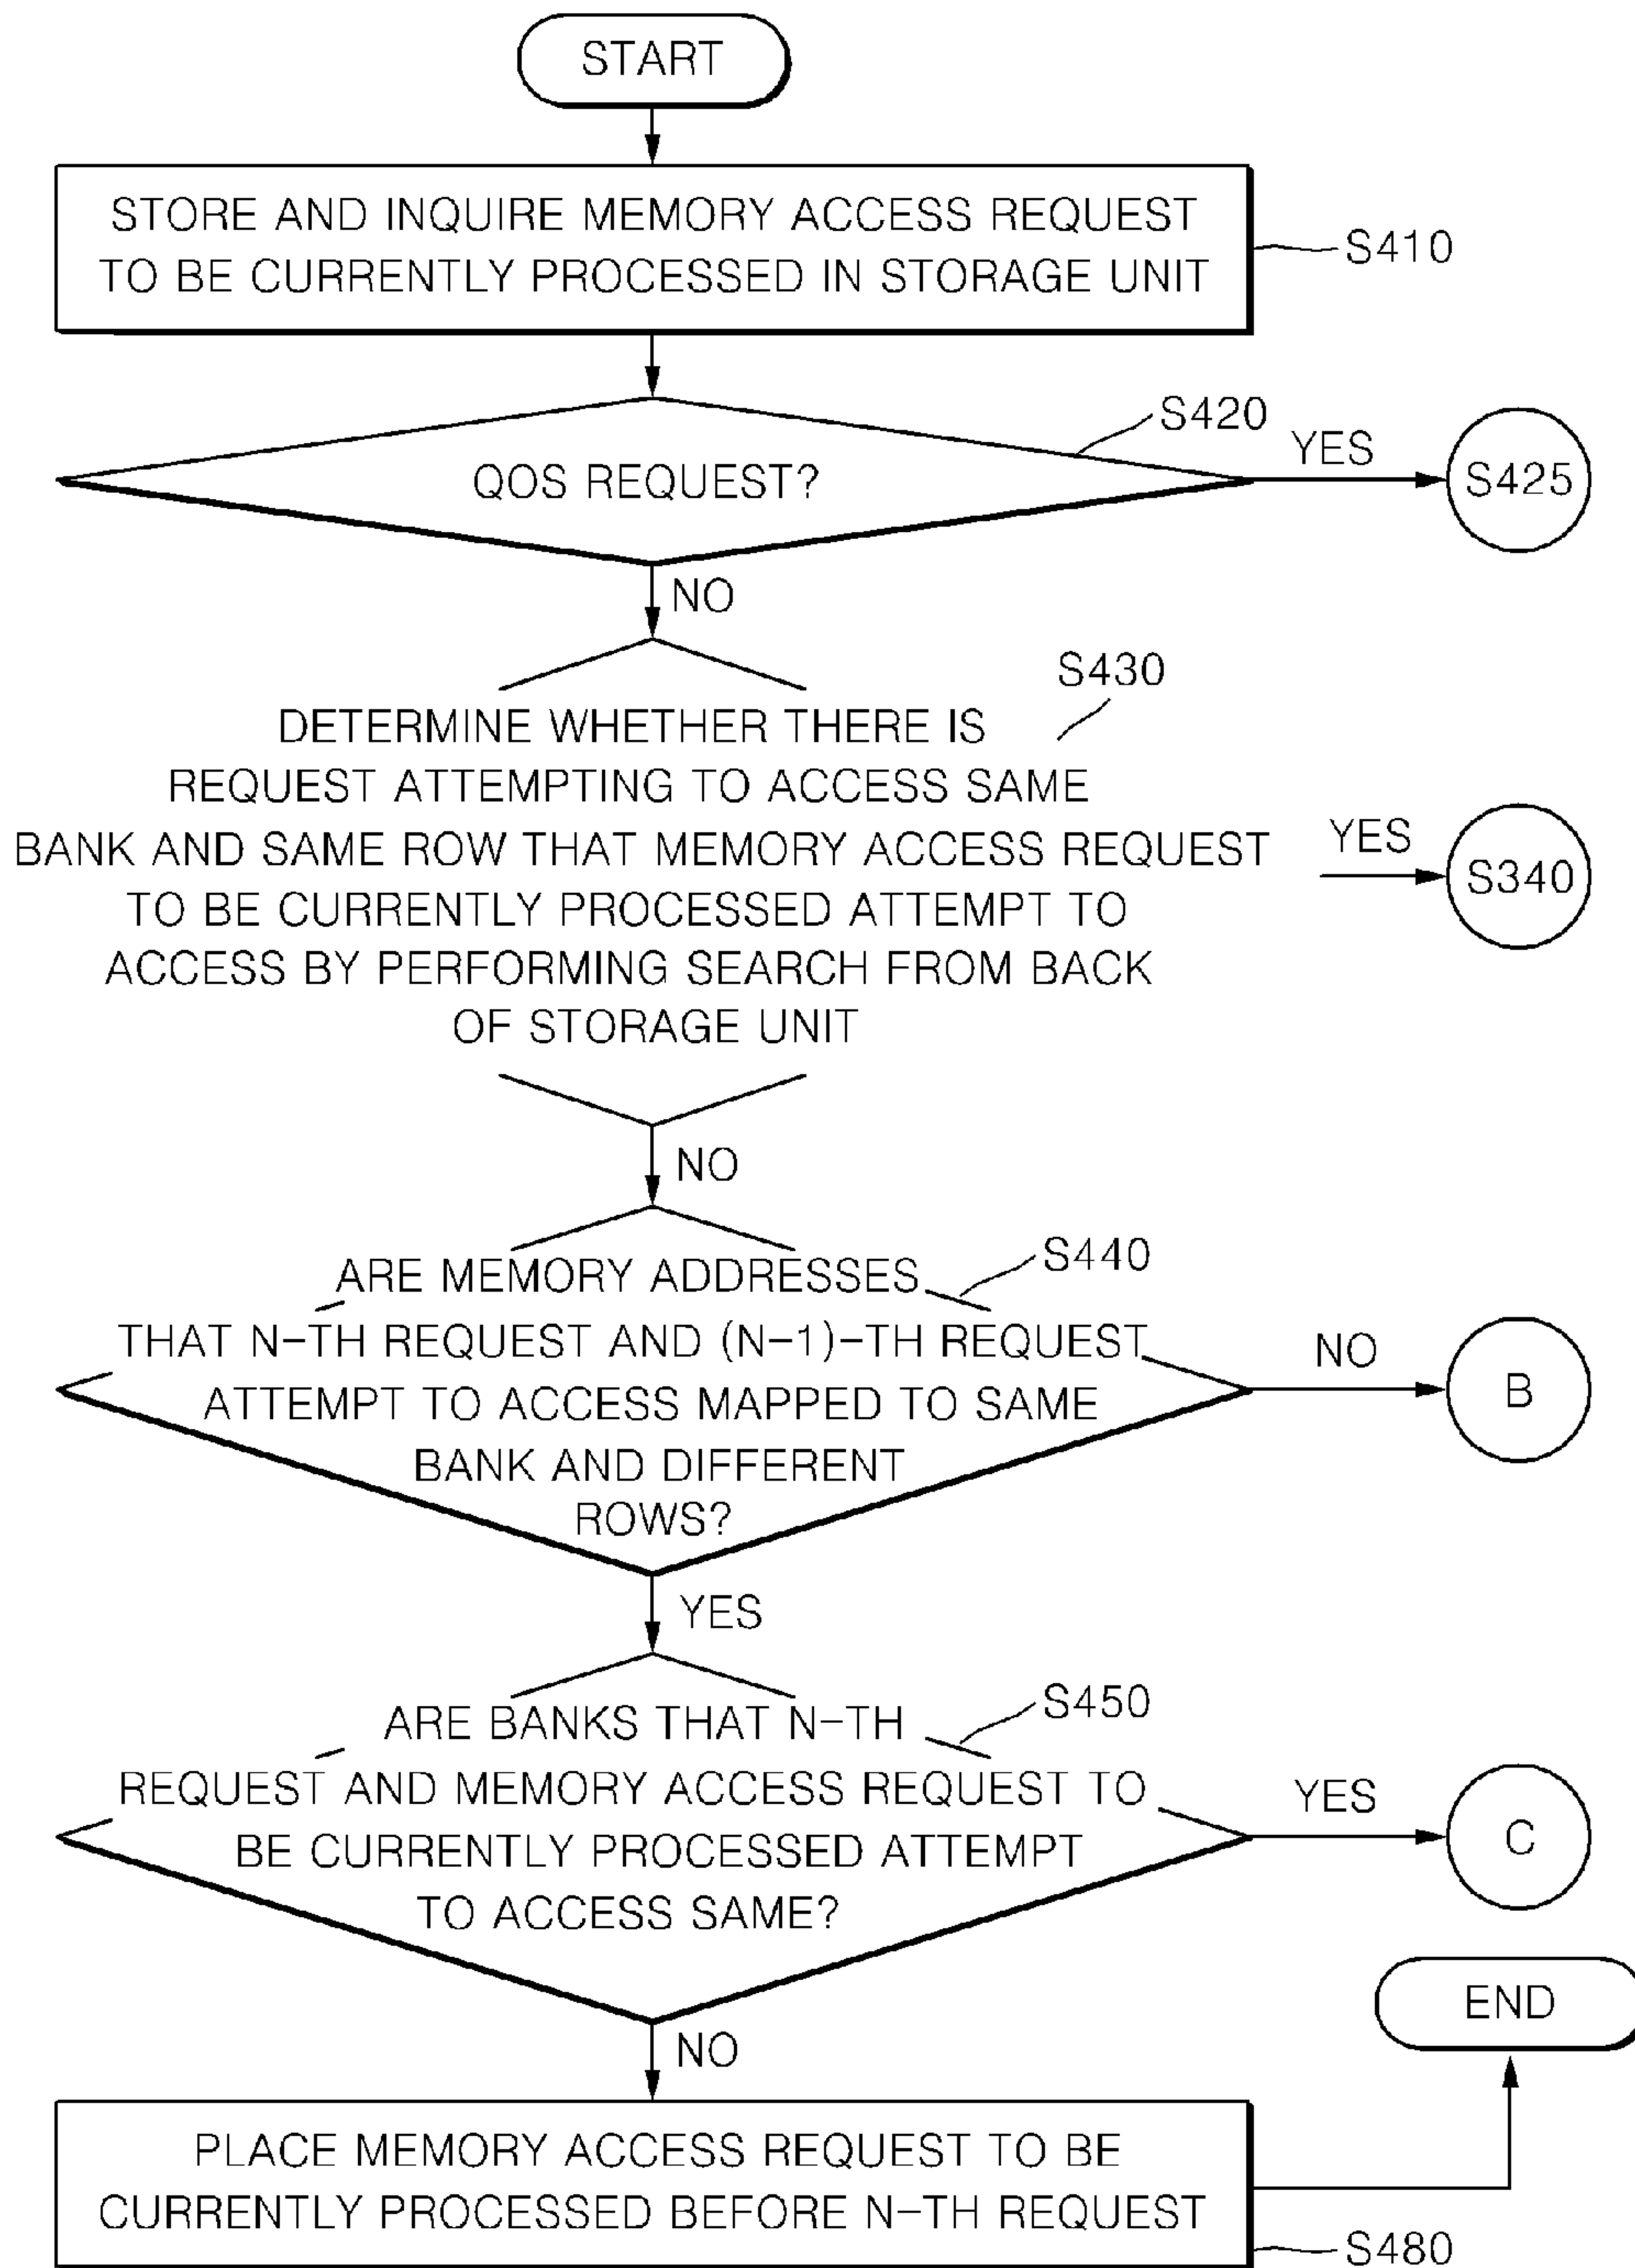 START
STORE AND INQUIRE MEMORY ACCESS REQUEST
TO BE CURRENTLY PROCESSED IN STORAGE UNIT
S410
S420
QOS REQUEST?
YES
S425
NO
S430
DETERMINE WHETHER THERE IS
REQUEST ATTEMPTING TO ACCESS SAME
BANK AND SAME ROW THAT MEMORY ACCESS REQUEST
TO BE CURRENTLY PROCESSED ATTEMPT TO
ACCESS BY PERFORMING SEARCH FROM BACK
OF STORAGE UNIT
YES
S340
NO
S440
ARE MEMORY ADDRESSES
THAT N-TH REQUEST AND (N-1)-TH REQUEST
ATTEMPT TO ACCESS MAPPED TO SAME
BANK AND DIFFERENT
ROWS?
NO
B
YES
S450
ARE BANKS THAT N-TH
REQUEST AND MEMORY ACCESS REQUEST TO
BE CURRENTLY PROCESSED ATTEMPT
TO ACCESS SAME?
YES
C
NO
END
PLACE MEMORY ACCESS REQUEST TO BE
CURRENTLY PROCESSED BEFORE N-TH REQUEST
S480